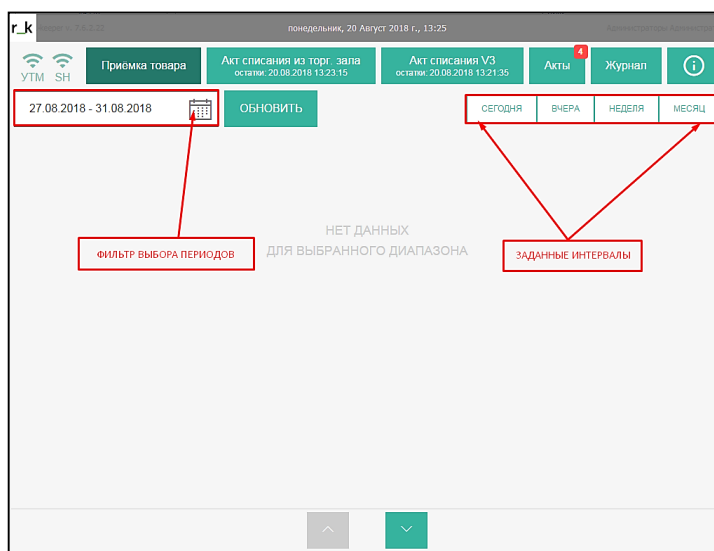 r_k
понедельник, 20 Август 2018 г., 13:25
УТМ SH
Приёмка товара
Акт списания из торг. зала
остатки: 20.08.2018 13:23:15
Акт списания V3
остатки: 20.08.2018 13:21:35
Акты
4
Журнал
27.08.2018 - 31.08.2018
ОБНОВИТЬ
СЕГОДНЯ
ВЧЕРА
НЕДЕЛЯ
МЕСЯЦ
НЕТ ДАННЫХ
ДЛЯ ВЫБРАННОГО ДИАПАЗОНА
ФИЛЬТР ВЫБОРА ПЕРИОДОВ
ЗАДАННЫЕ ИНТЕРВАЛЫ